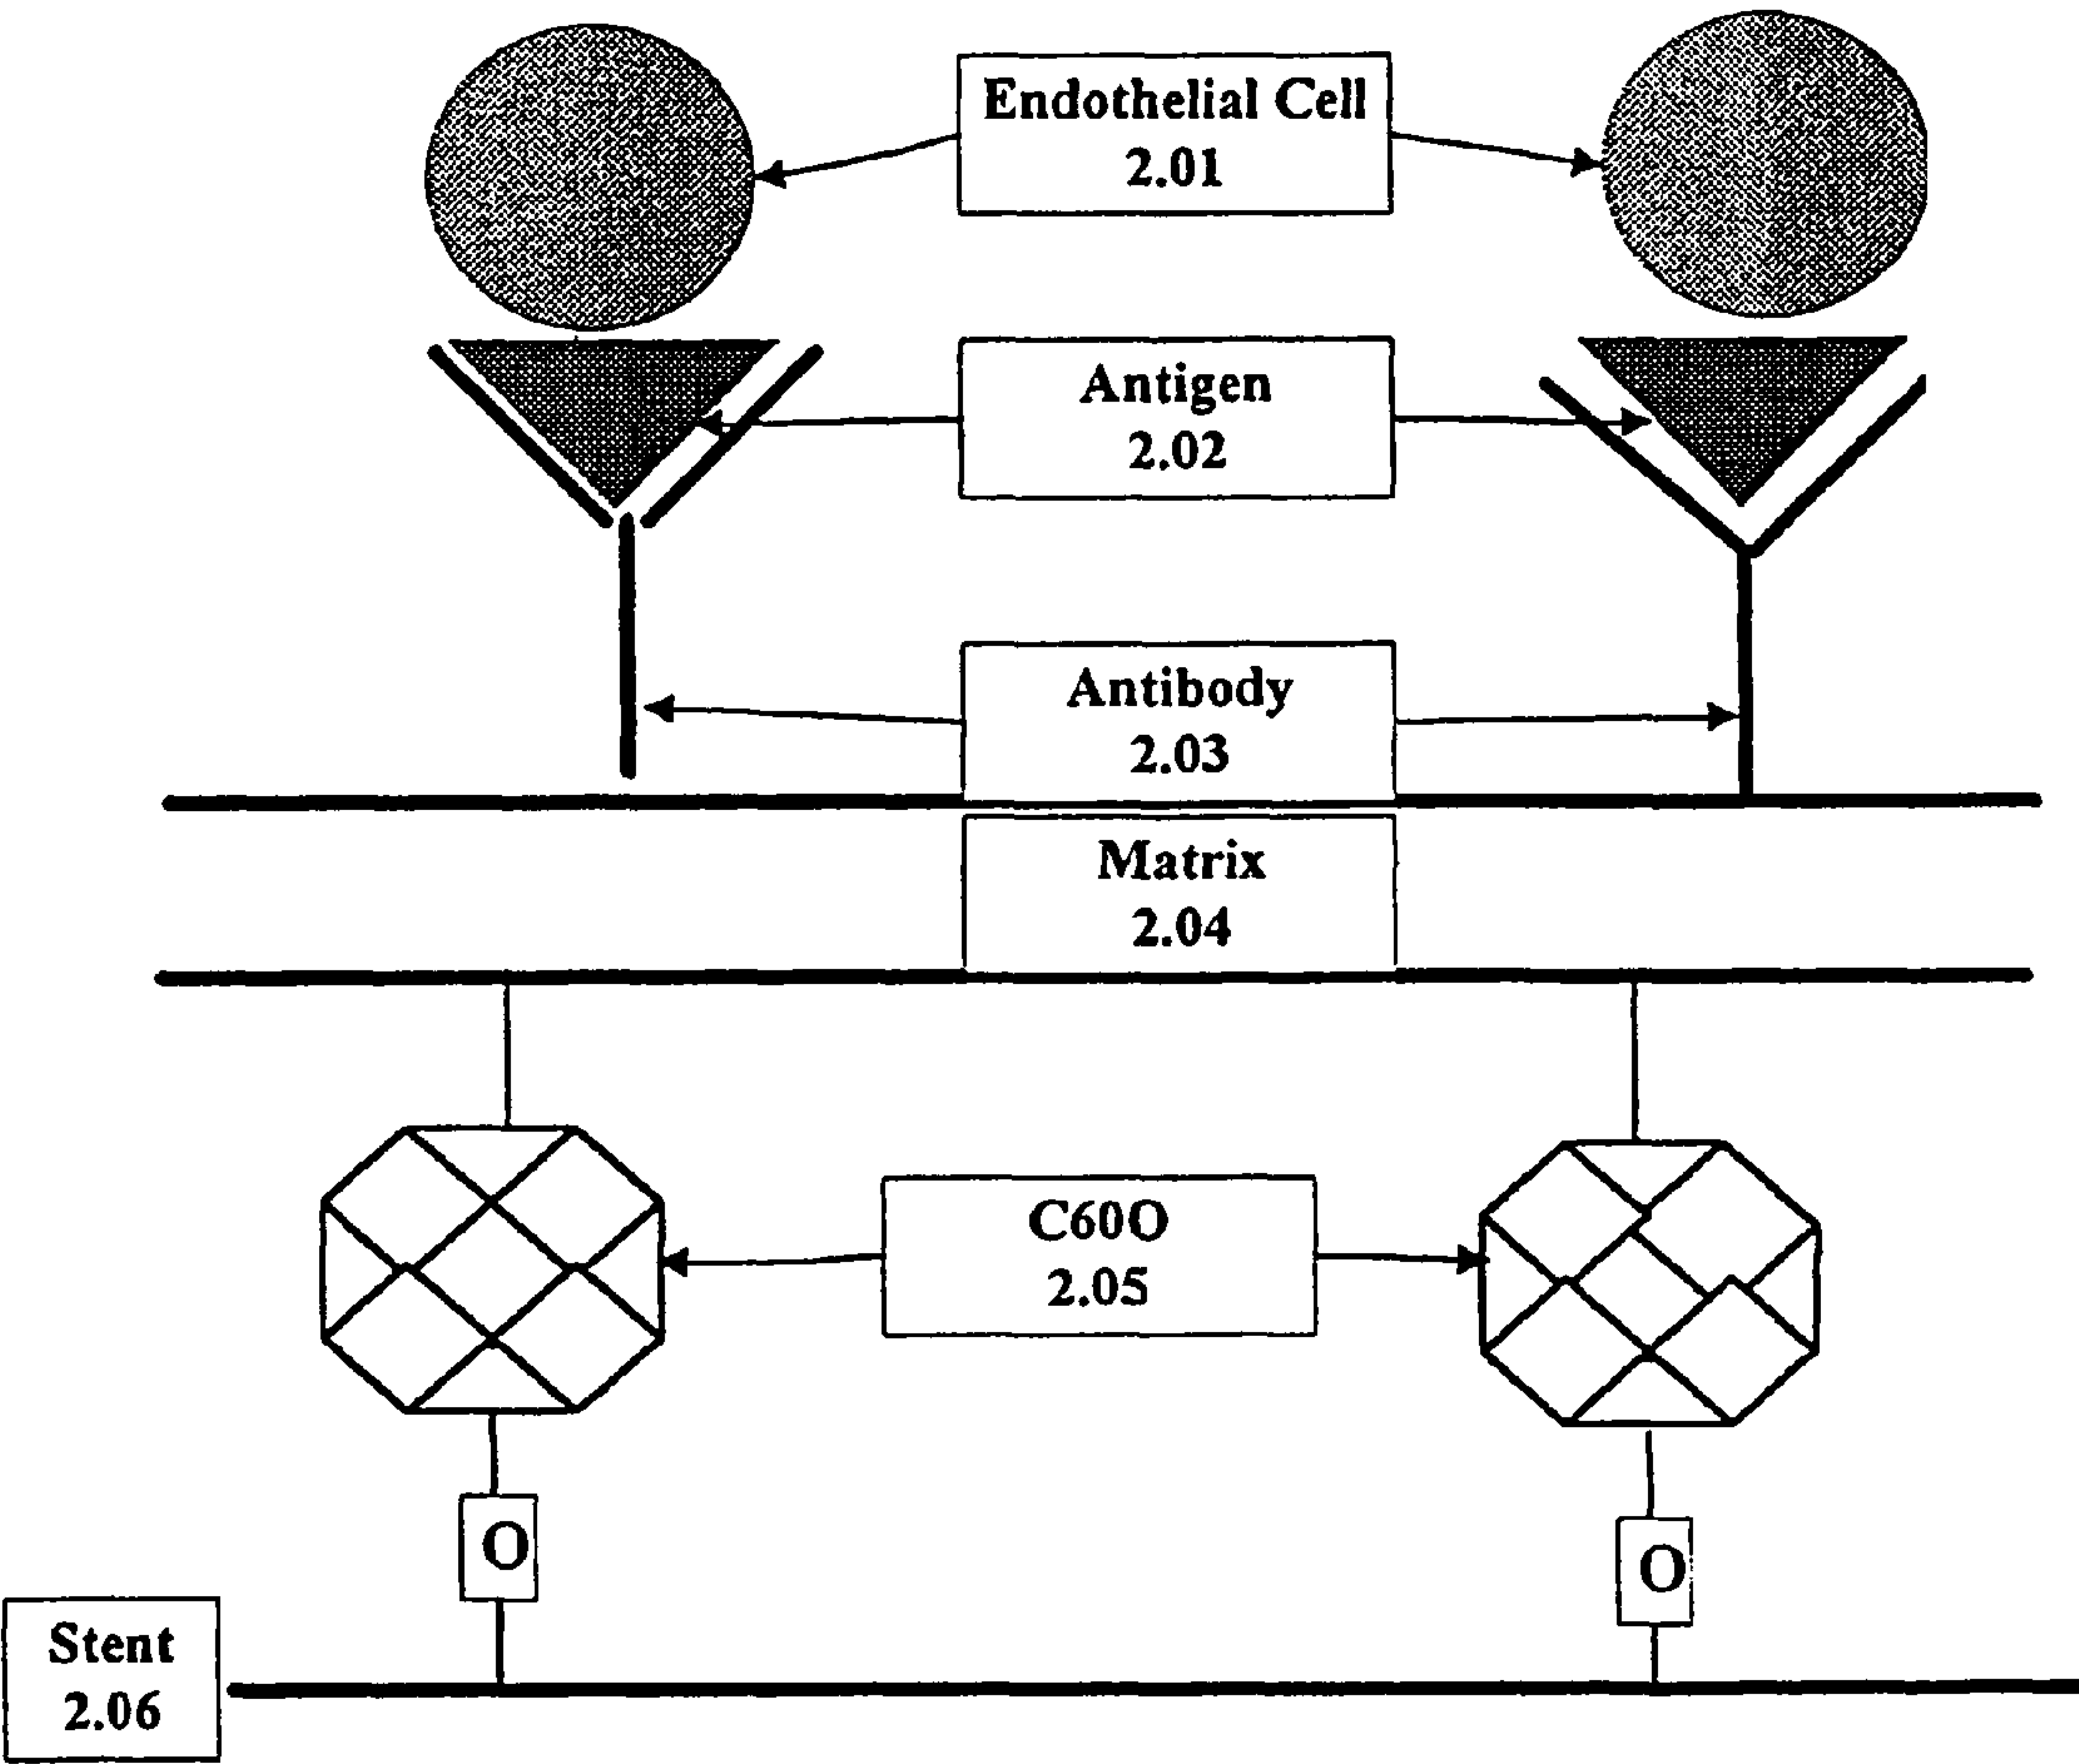 Endothelial Cell
2.01
Antigen
2.02
Antibody
2.03
Matrix
2.04
C60O
2.05
O
O
Stent
2.06